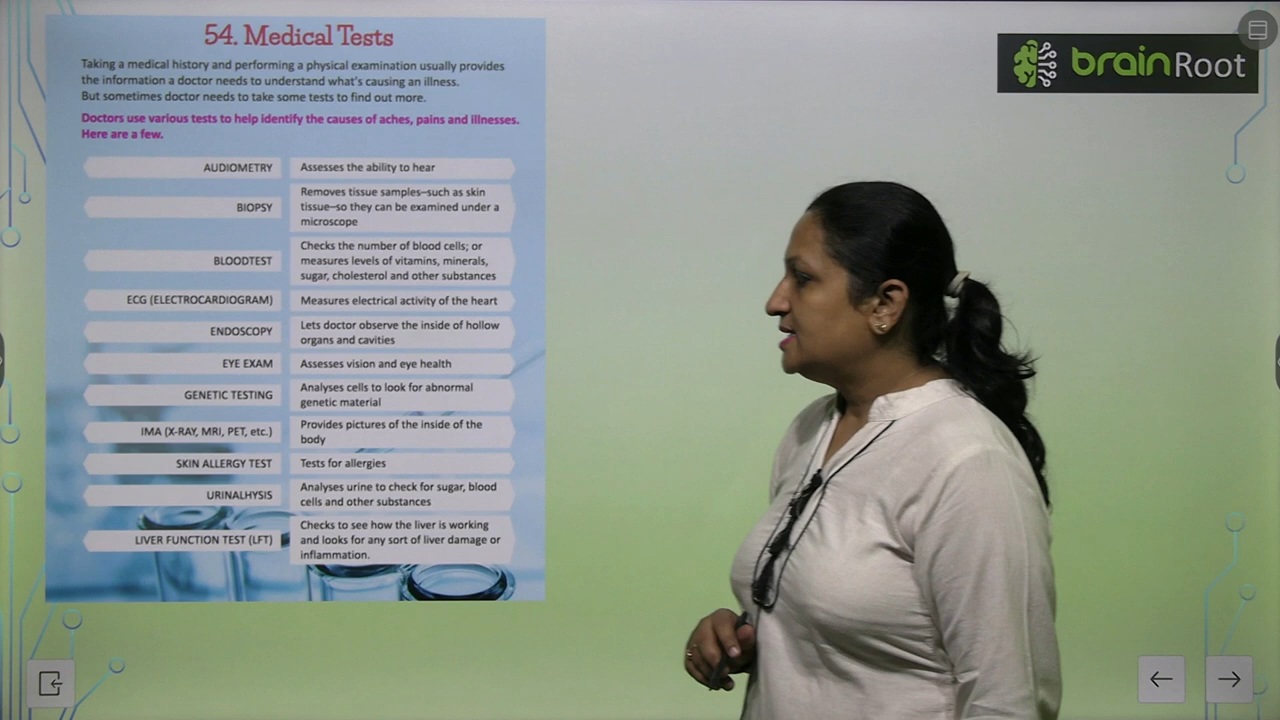 54. Medical Tests
Taking a medical history and performing a physical examination usually provides
the information a doctor needs to understand what's causing an illness.
But sometimes doctor needs to take some tests to find out more.
Doctors use various tests to help identify the causes of aches, pains and illnesses.
Here are a few.
AUDIOMETRY
Assesses the ability to hear
BIOPSY
Removes tissue samples–such as skin
tissue–so they can be examined under a
microscope
BLOODTEST
Checks the number of blood cells; or
measures levels of vitamins, minerals,
sugar, cholesterol and other substances
ECG (ELECTROCARDIOGRAM)
Measures electrical activity of the heart
ENDOSCOPY
Lets doctor observe the inside of hollow
organs and cavities
EYE EXAM
Assesses vision and eye health
GENETIC TESTING
Analyses cells to look for abnormal
genetic material
IMA (X-RAY, MRI, PET, etc.)
Provides pictures of the inside of the
body
SKIN ALLERGY TEST
Tests for allergies
URINALHYSIS
Analyses urine to check for sugar, blood
cells and other substances
LIVER FUNCTION TEST (LFT)
Checks to see how the liver is working
and looks for any sort of liver damage or
inflammation.
brainRoot